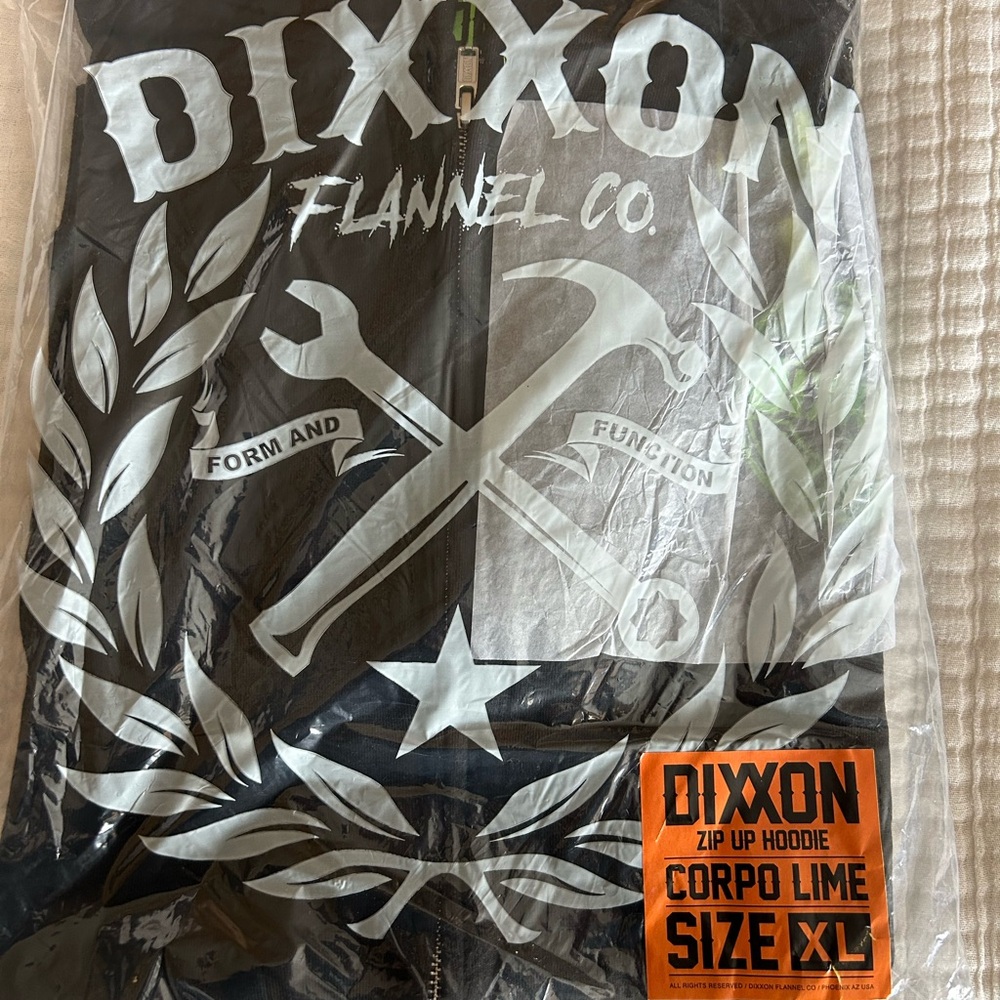 DIXXON
FLANNEL CO.
FORM AND
FUNCTION
DIXXON
ZIP UP HOODIE
CORPO LIME
SIZE XL
ALL RIGHTS RESERVED / DIXXON FLANNEL CO / PHOENIX AZ USA